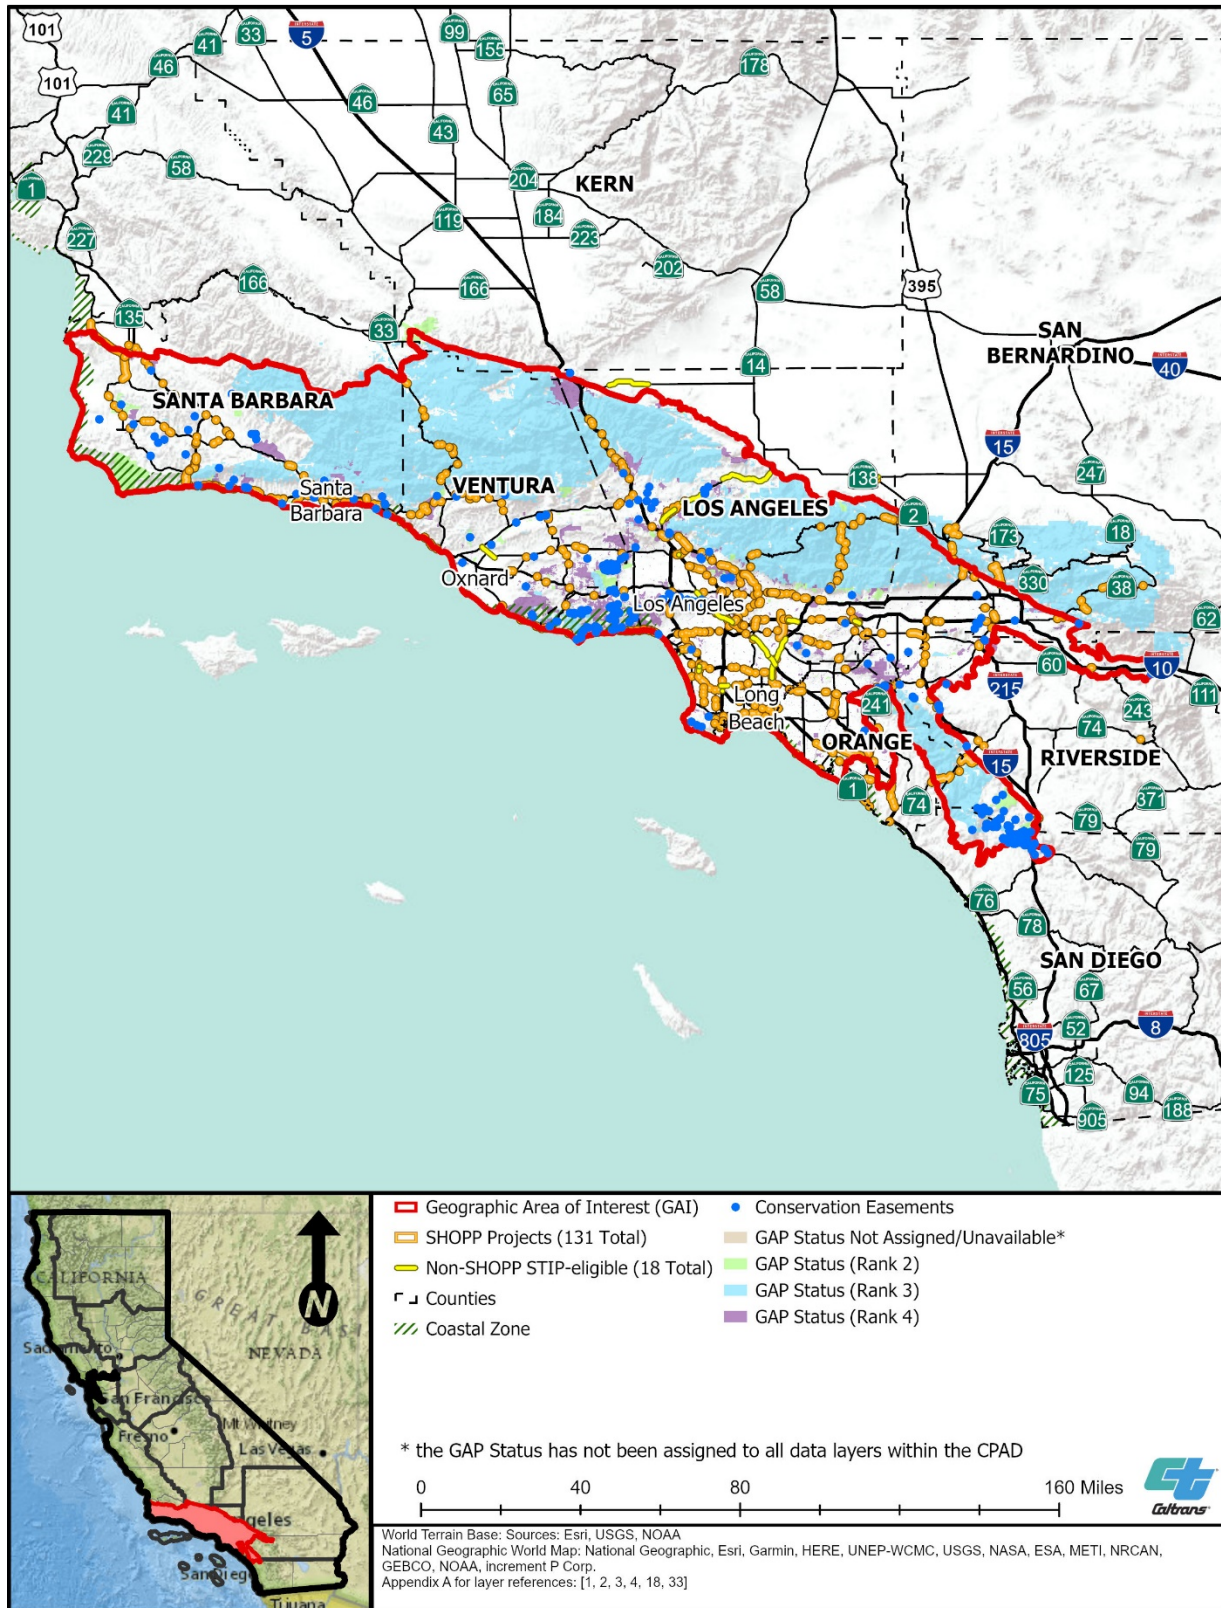 101
41
33
5
99
155
46
101
178
65
46
41
43
229
58
204
KERN
1
184
119
223
227
202
166
166
58
395
135
33
SAN
BERNARDINO
14
40
15
SANTA BARBARA
138
247
VENTURA
Santa
Barbara
LOS ANGELES
2
173
18
330
38
Oxnard
Los Angeles
62
60
10
215
111
Long
Beach
241
243
74
ORANGE
15
RIVERSIDE
1
74
371
79
79
76
78
SAN DIEGO
56
67
805
52
8
125
75
94
188
905
CALIFORNIA
GREAT BASI
NEVADA
Sacramento
San Francisco
Mt Whitney
Fresno
Las Vegas
geles
San Diego
Tijuana
N
Geographic Area of Interest (GAI)
SHOPP Projects (131 Total)
Non-SHOPP STIP-eligible (18 Total)
Counties
Coastal Zone
Conservation Easements
GAP Status Not Assigned/Unavailable*
GAP Status (Rank 2)
GAP Status (Rank 3)
GAP Status (Rank 4)
* the GAP Status has not been assigned to all data layers within the CPAD
0 40 80 160 Miles
Caltrans
World Terrain Base: Sources: Esri, USGS, NOAA
National Geographic World Map: National Geographic, Esri, Garmin, HERE, UNEP-WCMC, USGS, NASA, ESA, METI, NRCAN,
GEBCO, NOAA, increment P Corp.
Appendix A for layer references: [1, 2, 3, 4, 18, 33]